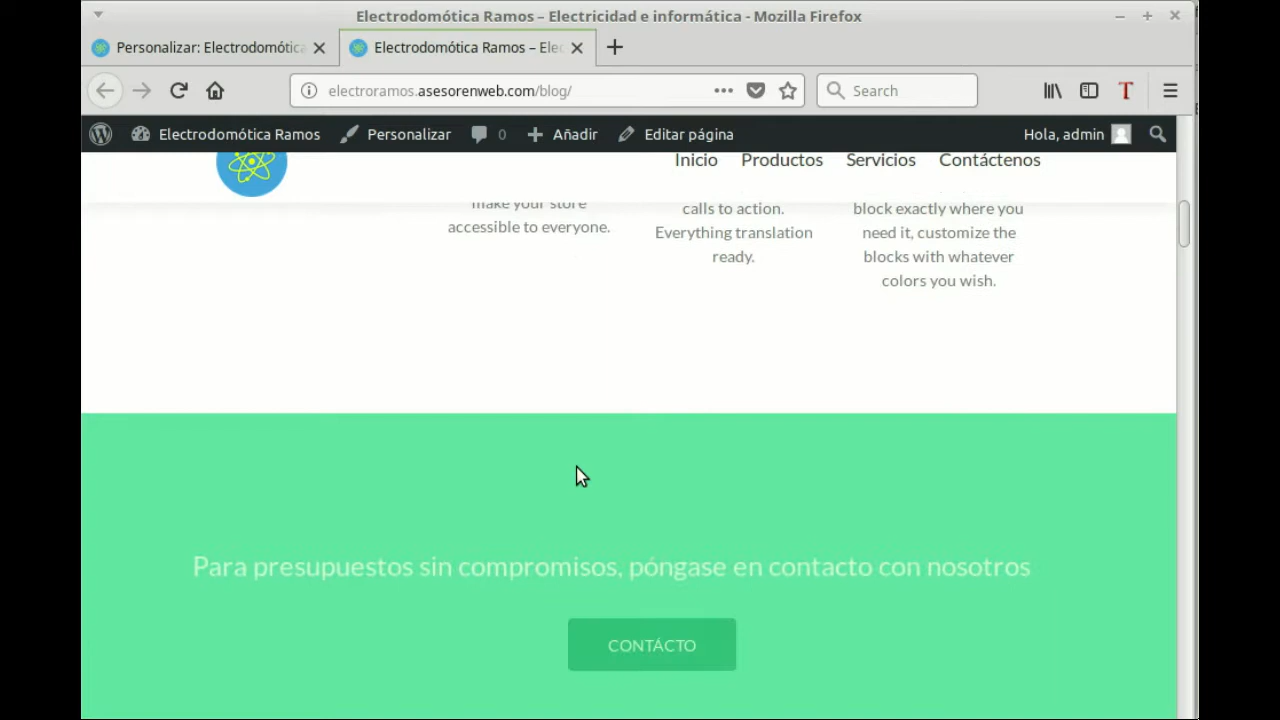 Electrodomótica Ramos – Electricidad e informática - Mozilla Firefox
Personalizar: Electrodomótica
Electrodomótica Ramos – Elec
electroramos.asesorenweb.com/blog/
Search
Electrodomótica Ramos
Personalizar
0
Añadir
Editar página
Hola, admin
Inicio
Productos
Servicios
Contáctenos
make your store
accessible to everyone.
calls to action.
Everything translation
ready.
block exactly where you
need it, customize the
blocks with whatever
colors you wish.
Para presupuestos sin compromisos, póngase en contacto con nosotros
CONTÁCTO